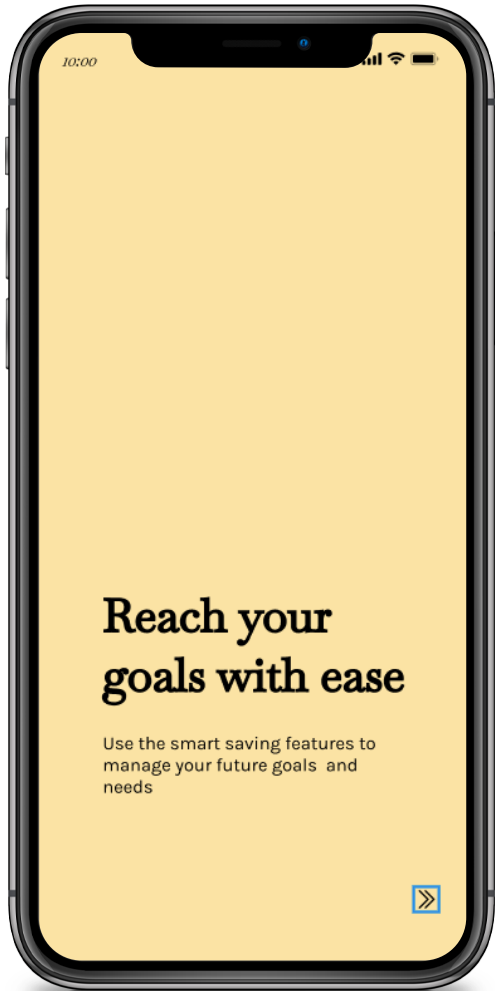 10:00
Reach your
goals with ease
Use the smart saving features to
manage your future goals  and
needs